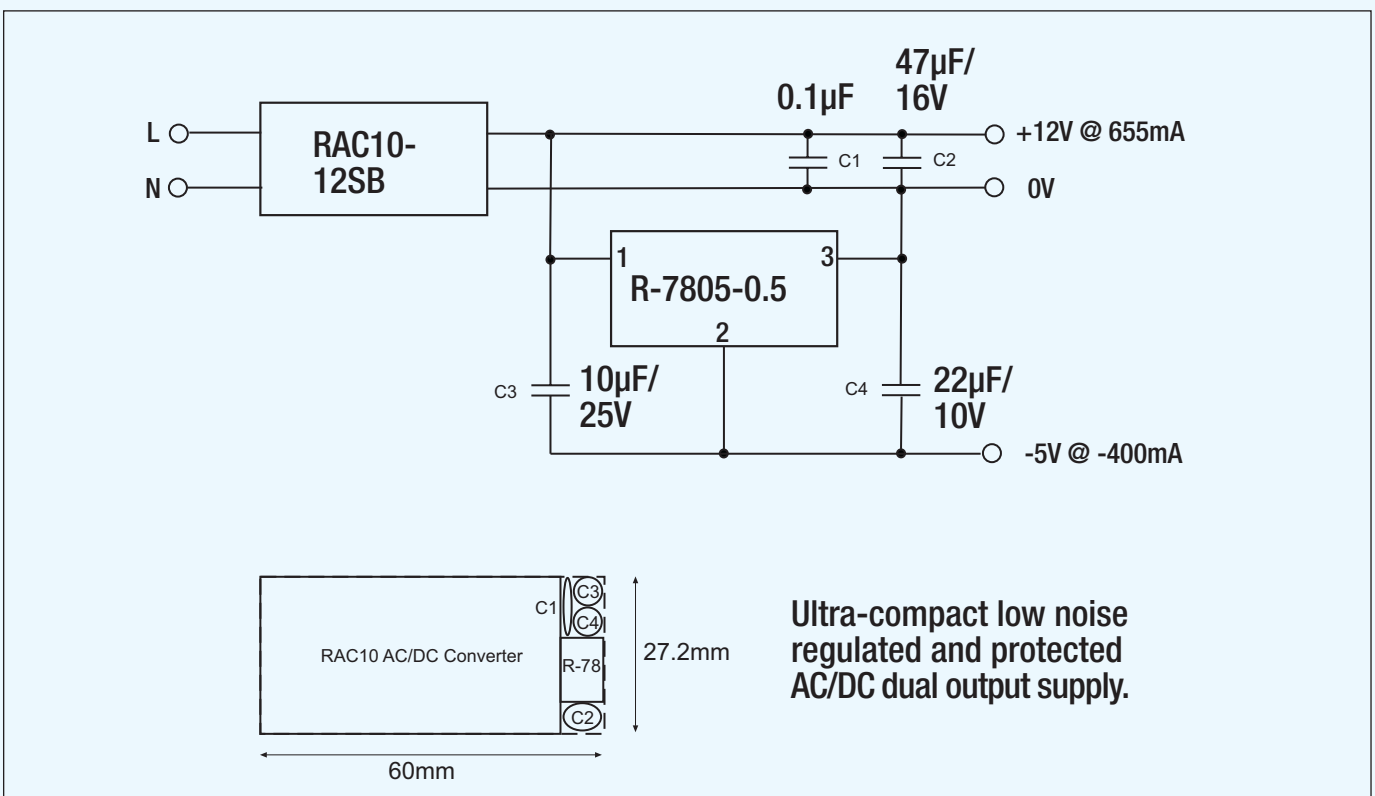 47µF/
16V
0.1µF
L
RAC10-
12SB
+12V @ 655mA
C1
C2
N
0V
1
3
R-7805-0.5
2
C3
10µF/
25V
C4
22µF/
10V
-5V @ -400mA
C1
C3
C4
RAC10 AC/DC Converter
R-78
C2
27.2mm
60mm
Ultra-compact low noise
regulated and protected
AC/DC dual output supply.